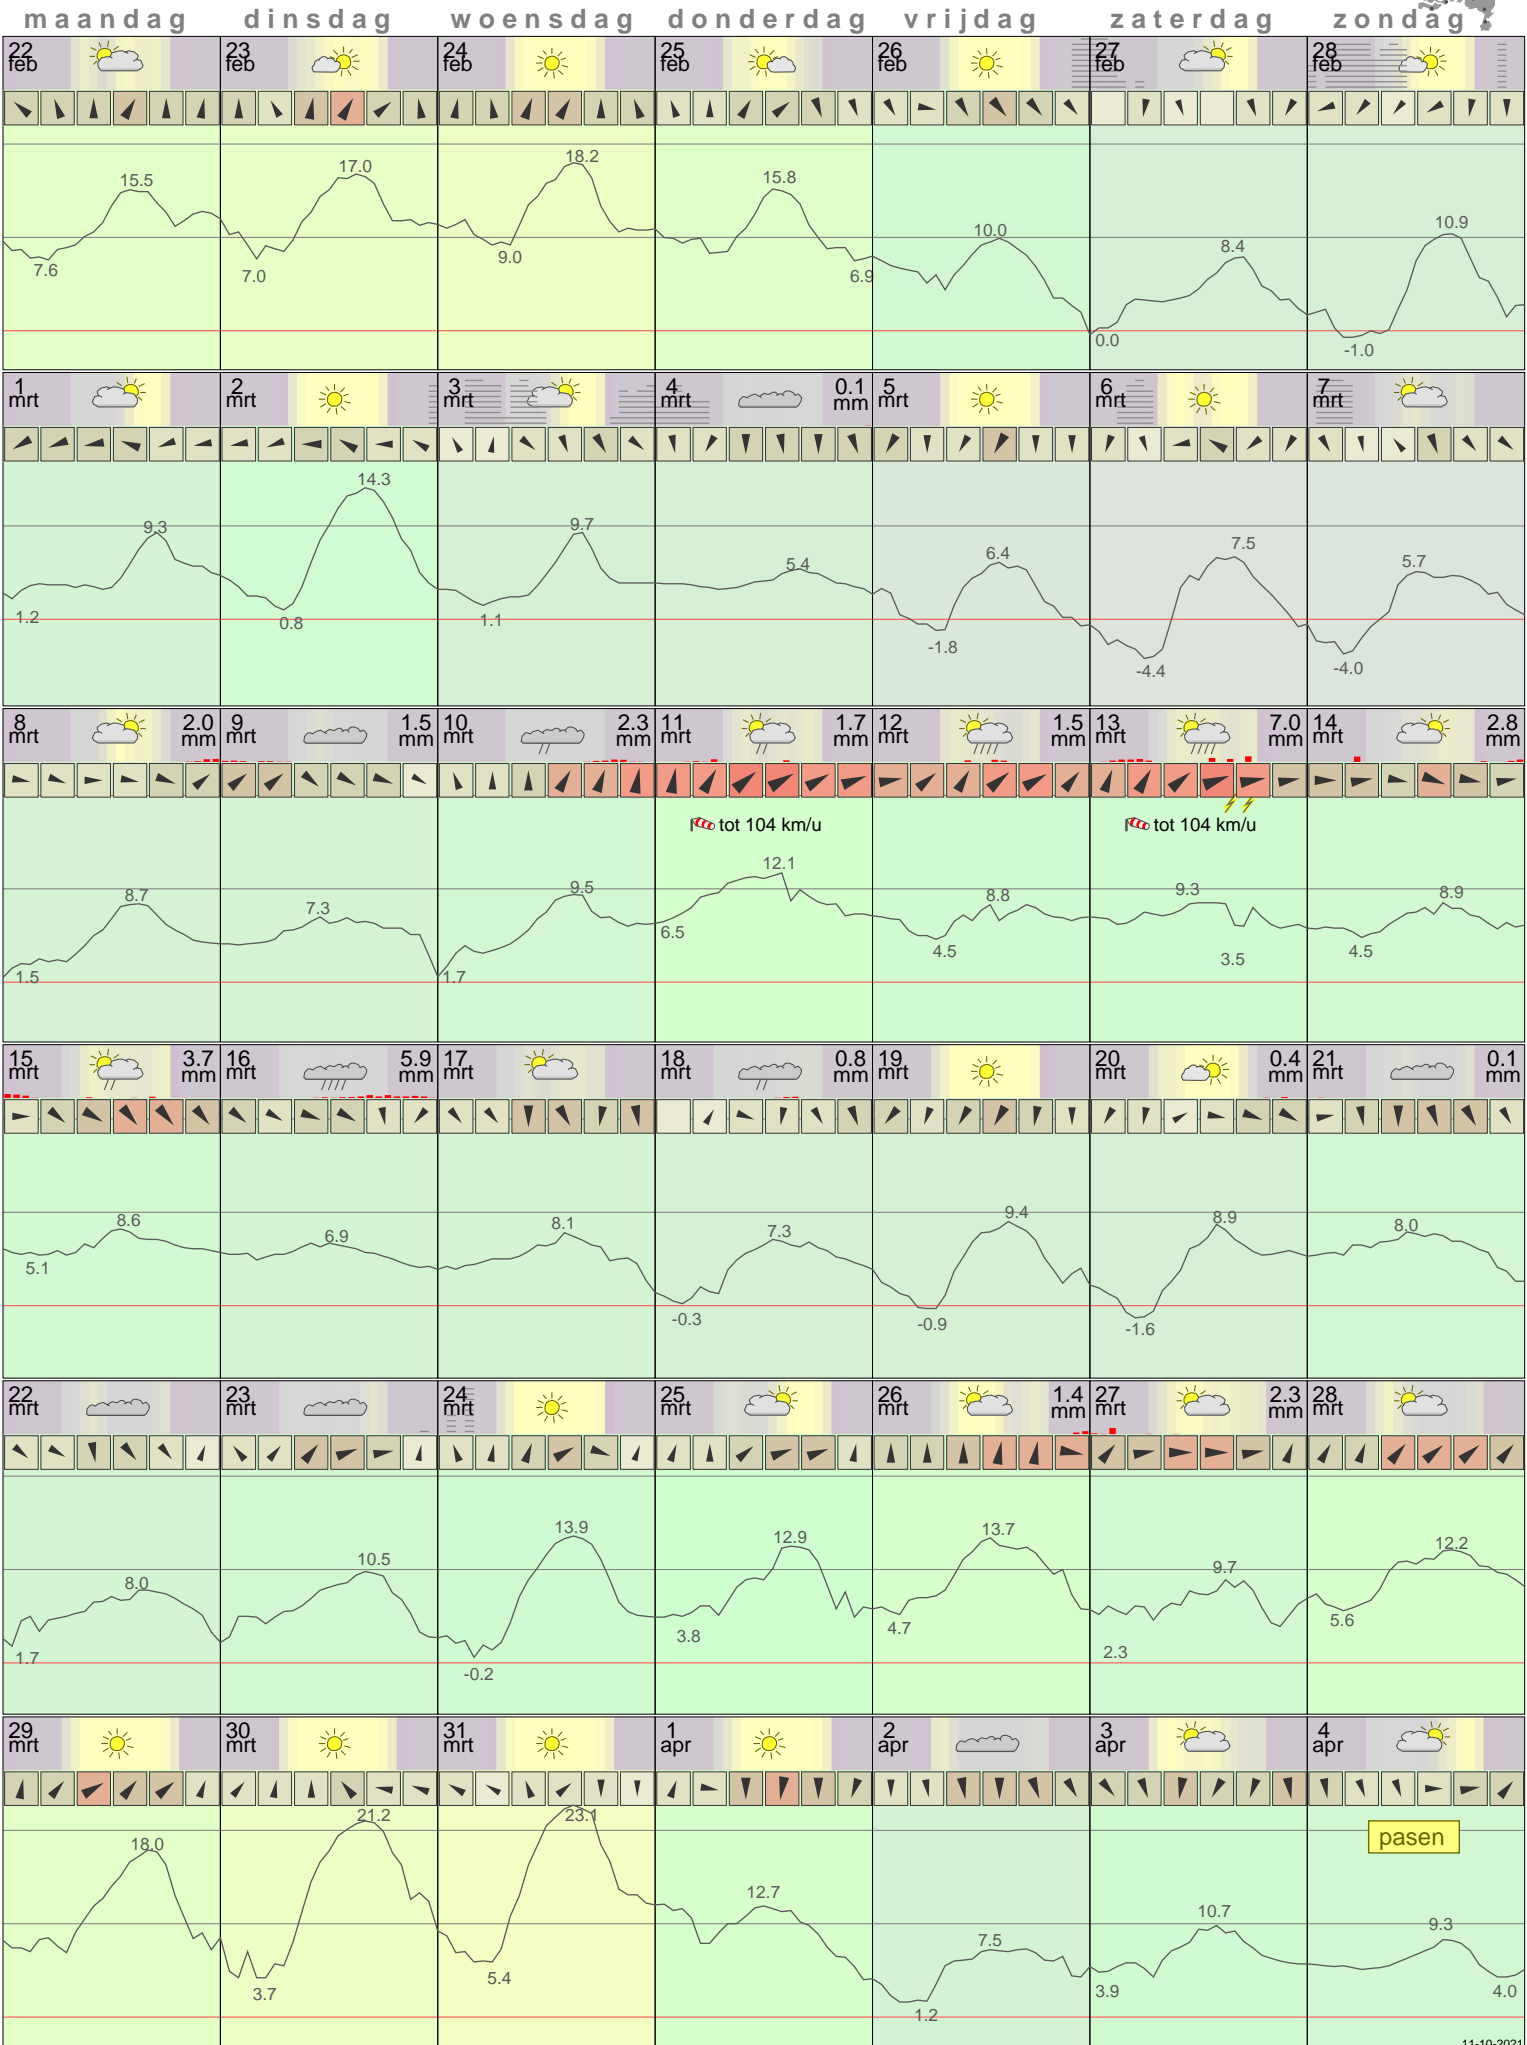 maandag dinsdag woensdag donderdag vrijdag zaterdag zondag
22 23 24 25 26 27 28
feb feb feb feb feb feb feb
18.2
17.0
15.5 15.8
10.9
10.0
8.4
9.0
7.6 7.0 6.9
0.0
-1.0
1 2 3 4 0.1 5 6 7
mrt mrt mrt mrt mm mrt mrt mrt
14.3
9.3 9.7
7.5
6.4
5.4 5.7
1.2 0.8 1.1
-1.8
-4.4 -4.0
8 2.0 9 1.5 10 2.3 11 1.7 12 1.5 13 7.0 14 2.8
mrt mm mrt mm mrt mm mrt mm mrt mm mrt mm mrt mm
tot 104 km/u tot 104 km/u
12.1
8.7 9.5 8.8 9.3 8.9
7.3
6.5
4.5 3.5 4.5
1.5 1.7
15 3.7 16 5.9 17 18 0.8 19 20 0.4 21 0.1
mrt mm mrt mm mrt mrt mm mrt mrt mm mrt mm
9.4
8.6 8.1 8.9 8.0
6.9 7.3
5.1
-0.3 -0.9 -1.6
22 23 24 25 26 1.4 27 2.3 28
mrt mrt mrt mrt mrt mm mrt mm mrt
13.9 13.7
12.9 12.2
10.5
9.7
8.0
5.6
4.7
3.8
1.7 2.3
-0.2
29 30 31 1 2 3 4
mrt mrt mrt apr apr apr apr
21.2 23.1
pasen
18.0
12.7
10.7
9.3
7.5
5.4
3.7 3.9 4.0
1.2
11-10-2021